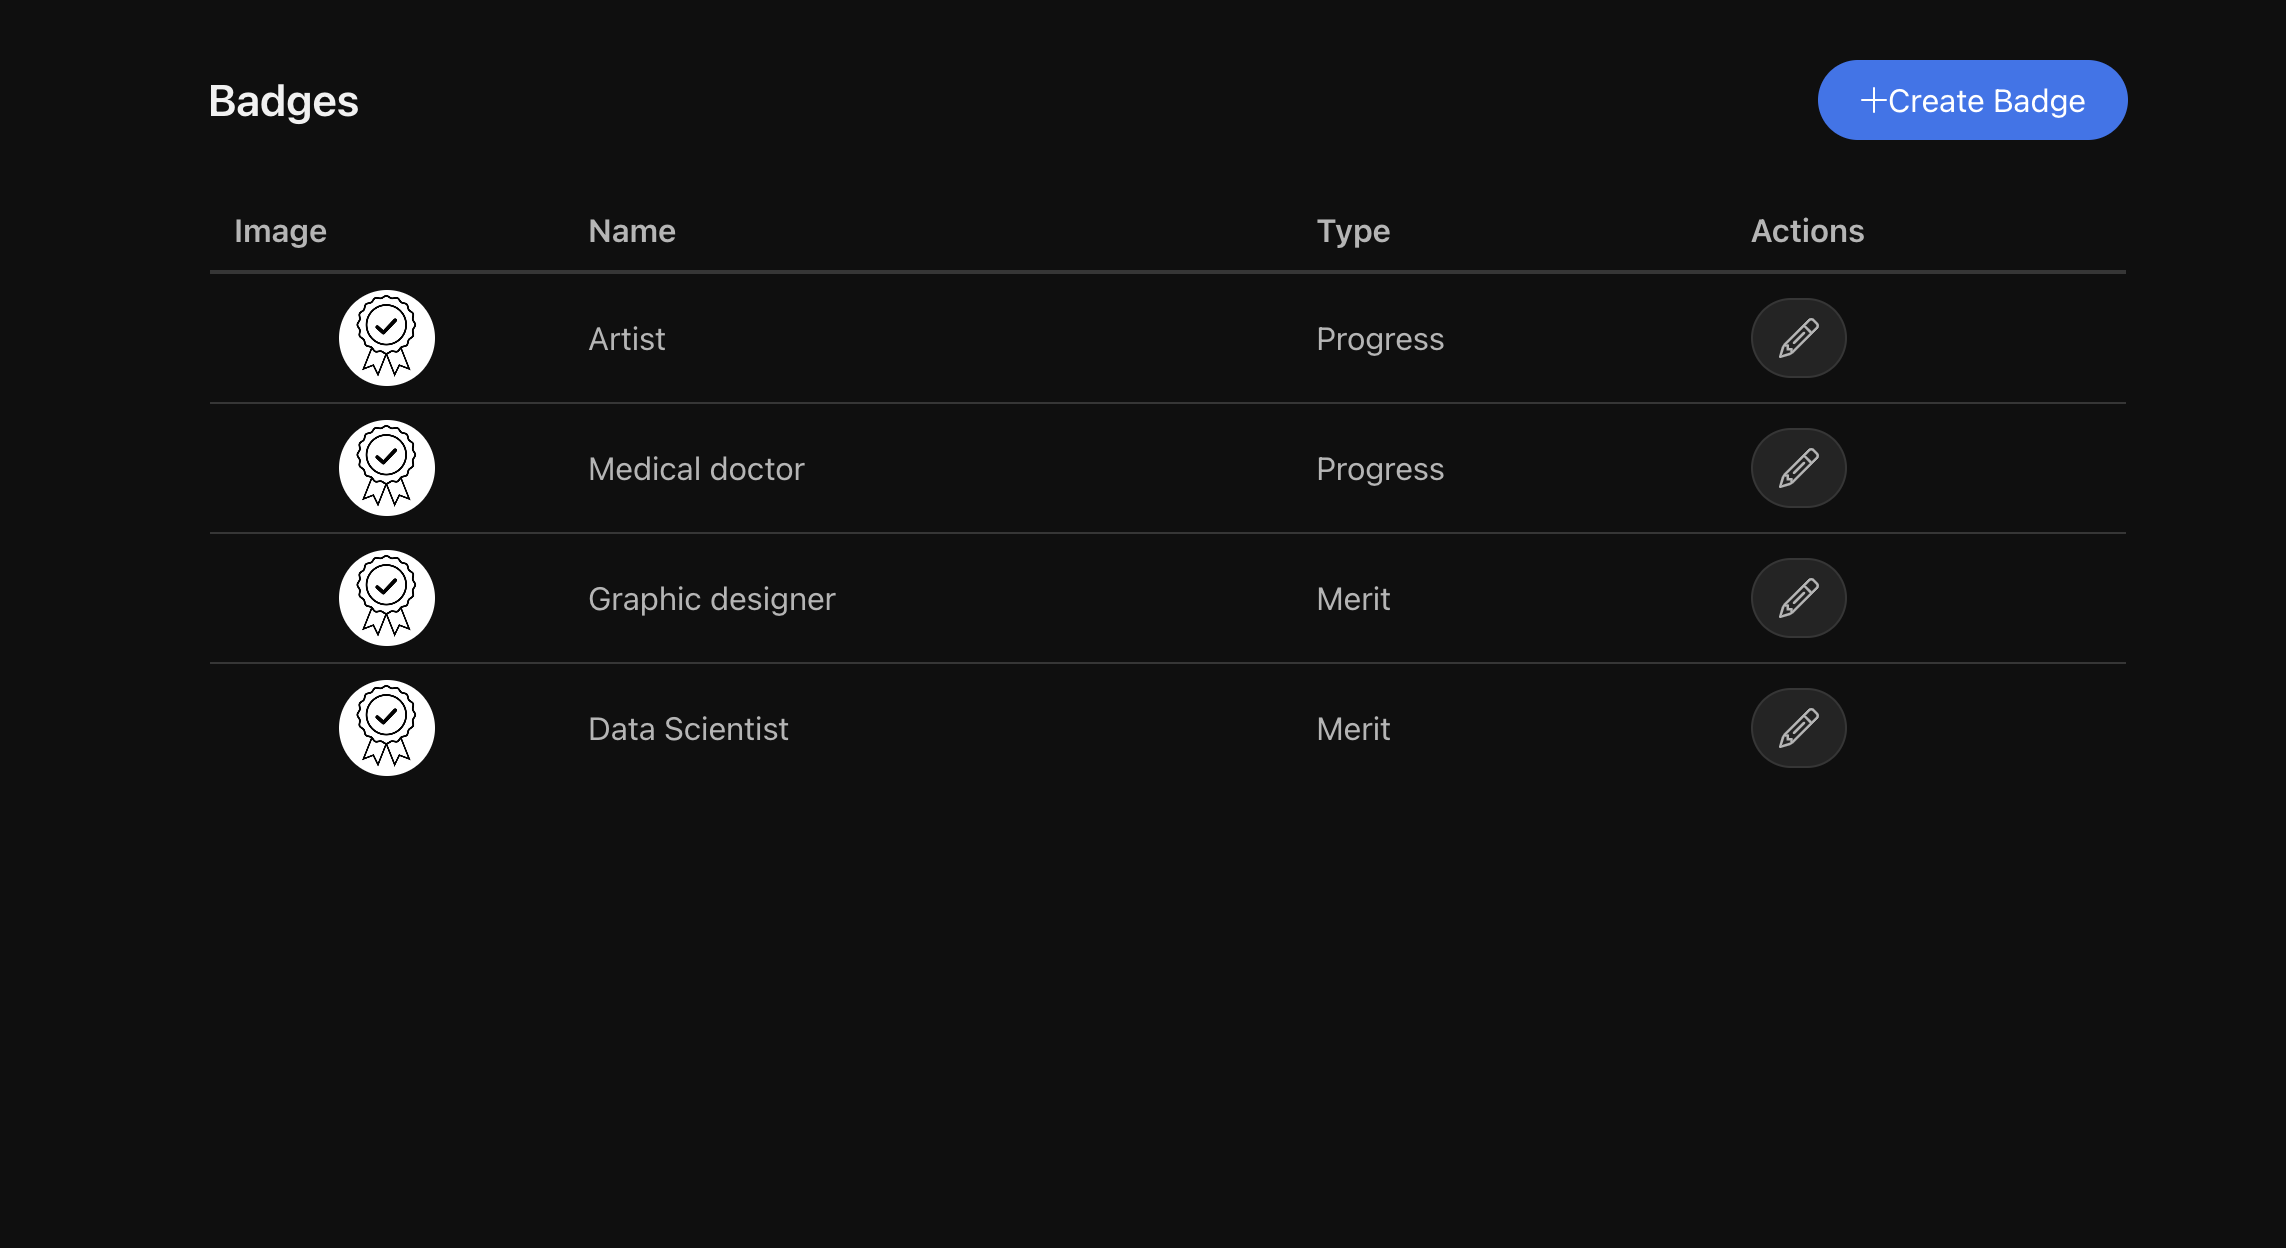 Badges
+Create Badge
Image Name Type Actions
Artist Progress
Medical doctor Progress
Graphic designer Merit
Data Scientist Merit